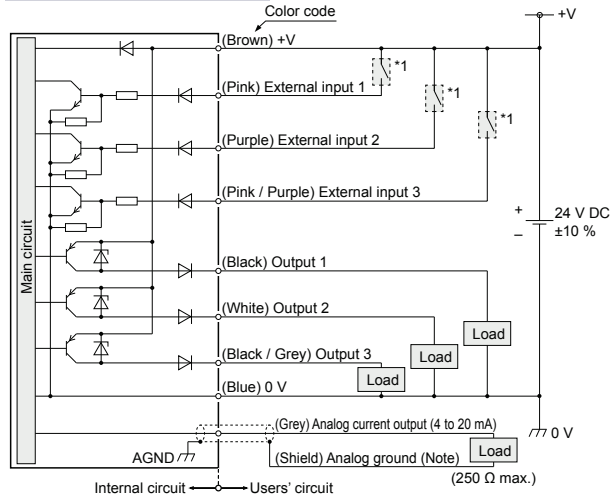 Color code
+V
(Brown) +V
*1
(Pink) External input 1
*1
*1
(Purple) External input 2
(Pink / Purple) External input 3
Main circuit
+
–
24 V DC
±10 %
(Black) Output 1
(White) Output 2
Load
Load
(Black / Grey) Output 3
Load
(Blue) 0 V
(Grey) Analog current output (4 to 20 mA)
0 V
Load
AGND
(Shield) Analog ground (Note)
(250 Ω max.)
Internal circuit
Users' circuit